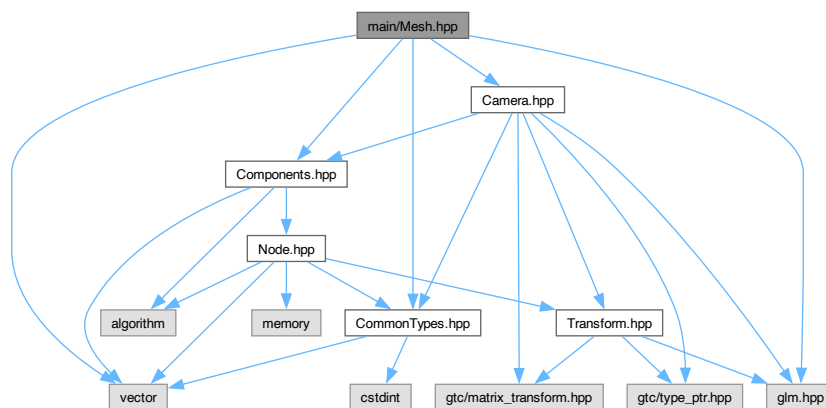 main/Mesh.hpp
Camera.hpp
Components.hpp
Node.hpp
algorithm
memory
CommonTypes.hpp
Transform.hpp
vector
cstdint
gtc/matrix_transform.hpp
gtc/type_ptr.hpp
glm.hpp